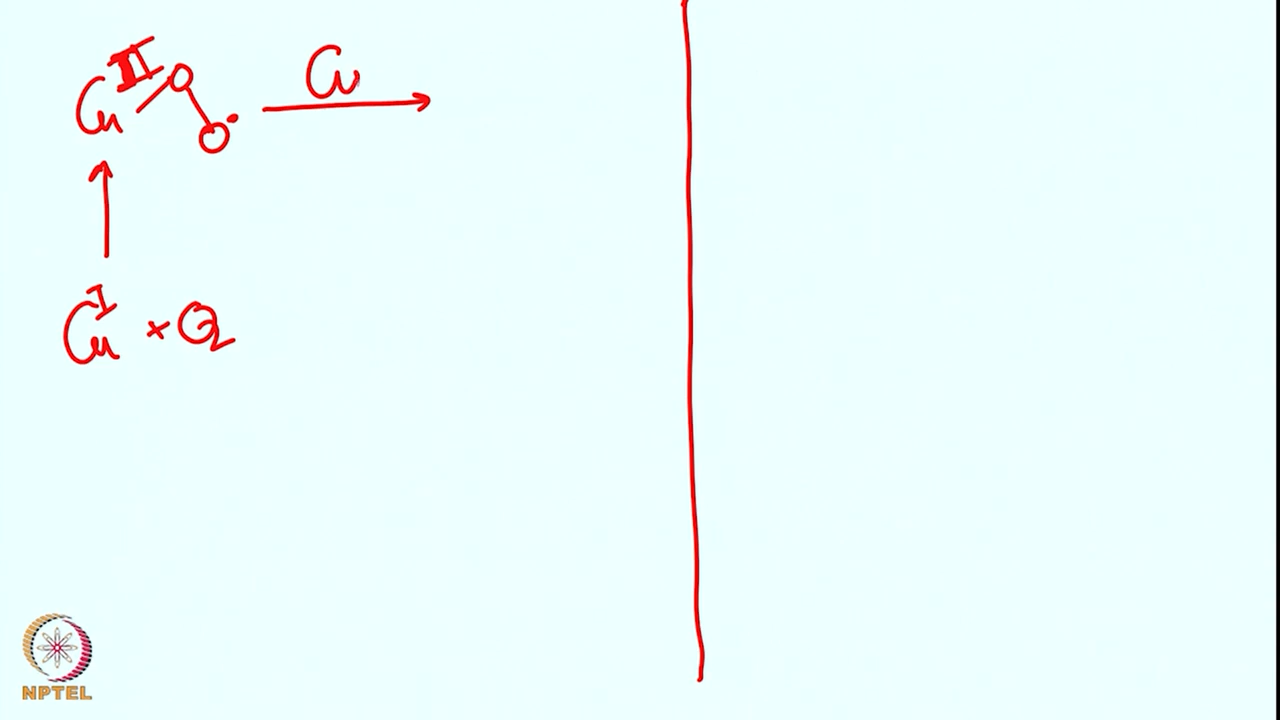 Cu II O O• Cu →
↑
Cu I + O2
NPTEL